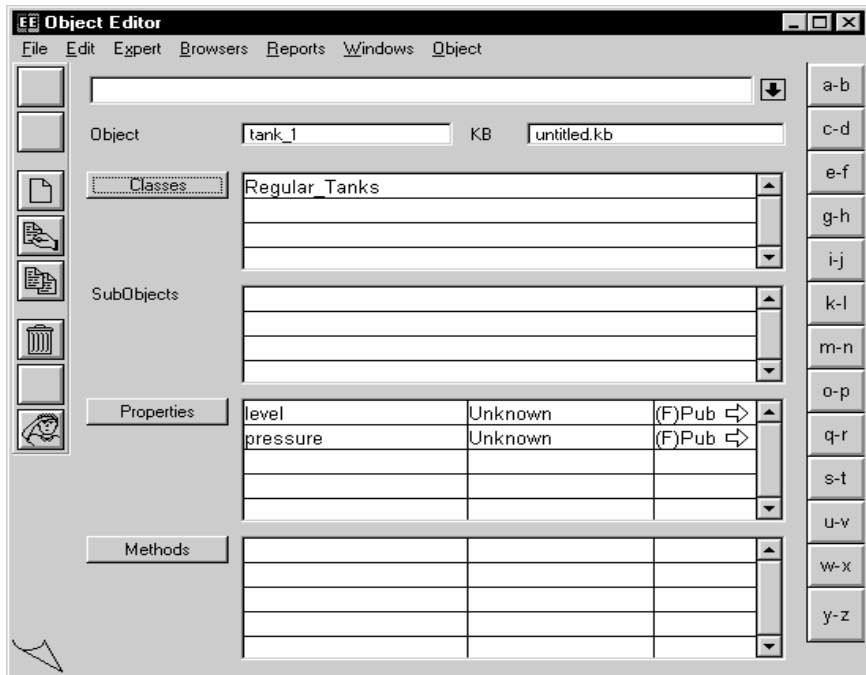 EE Object Editor
File Edit Expert Browsers Reports Windows Object
Object tank_1 KB untitled.kb
Classes Regular_Tanks
SubObjects
Properties level Unknown (F)Pub
pressure Unknown (F)Pub
Methods
a-b
c-d
e-f
g-h
i-j
k-l
m-n
o-p
q-r
s-t
u-v
w-x
y-z